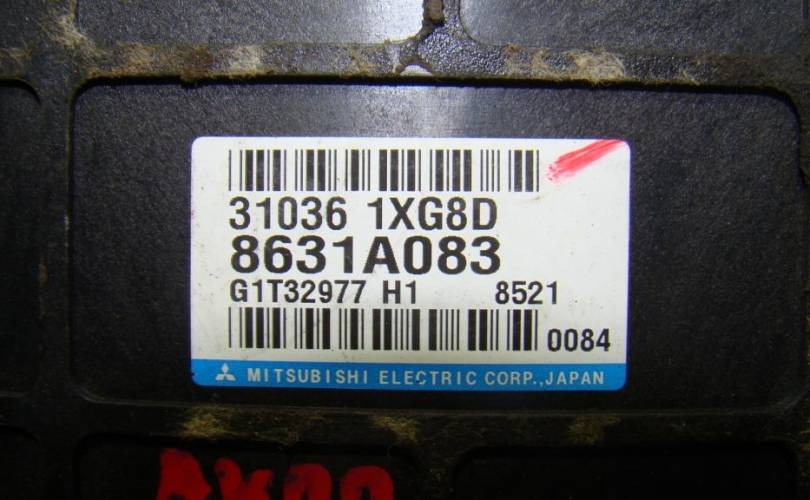 31036 1XG8D
8631A083
G1T32977 H1 8521
0084
MITSUBISHI ELECTRIC CORP.,JAPAN